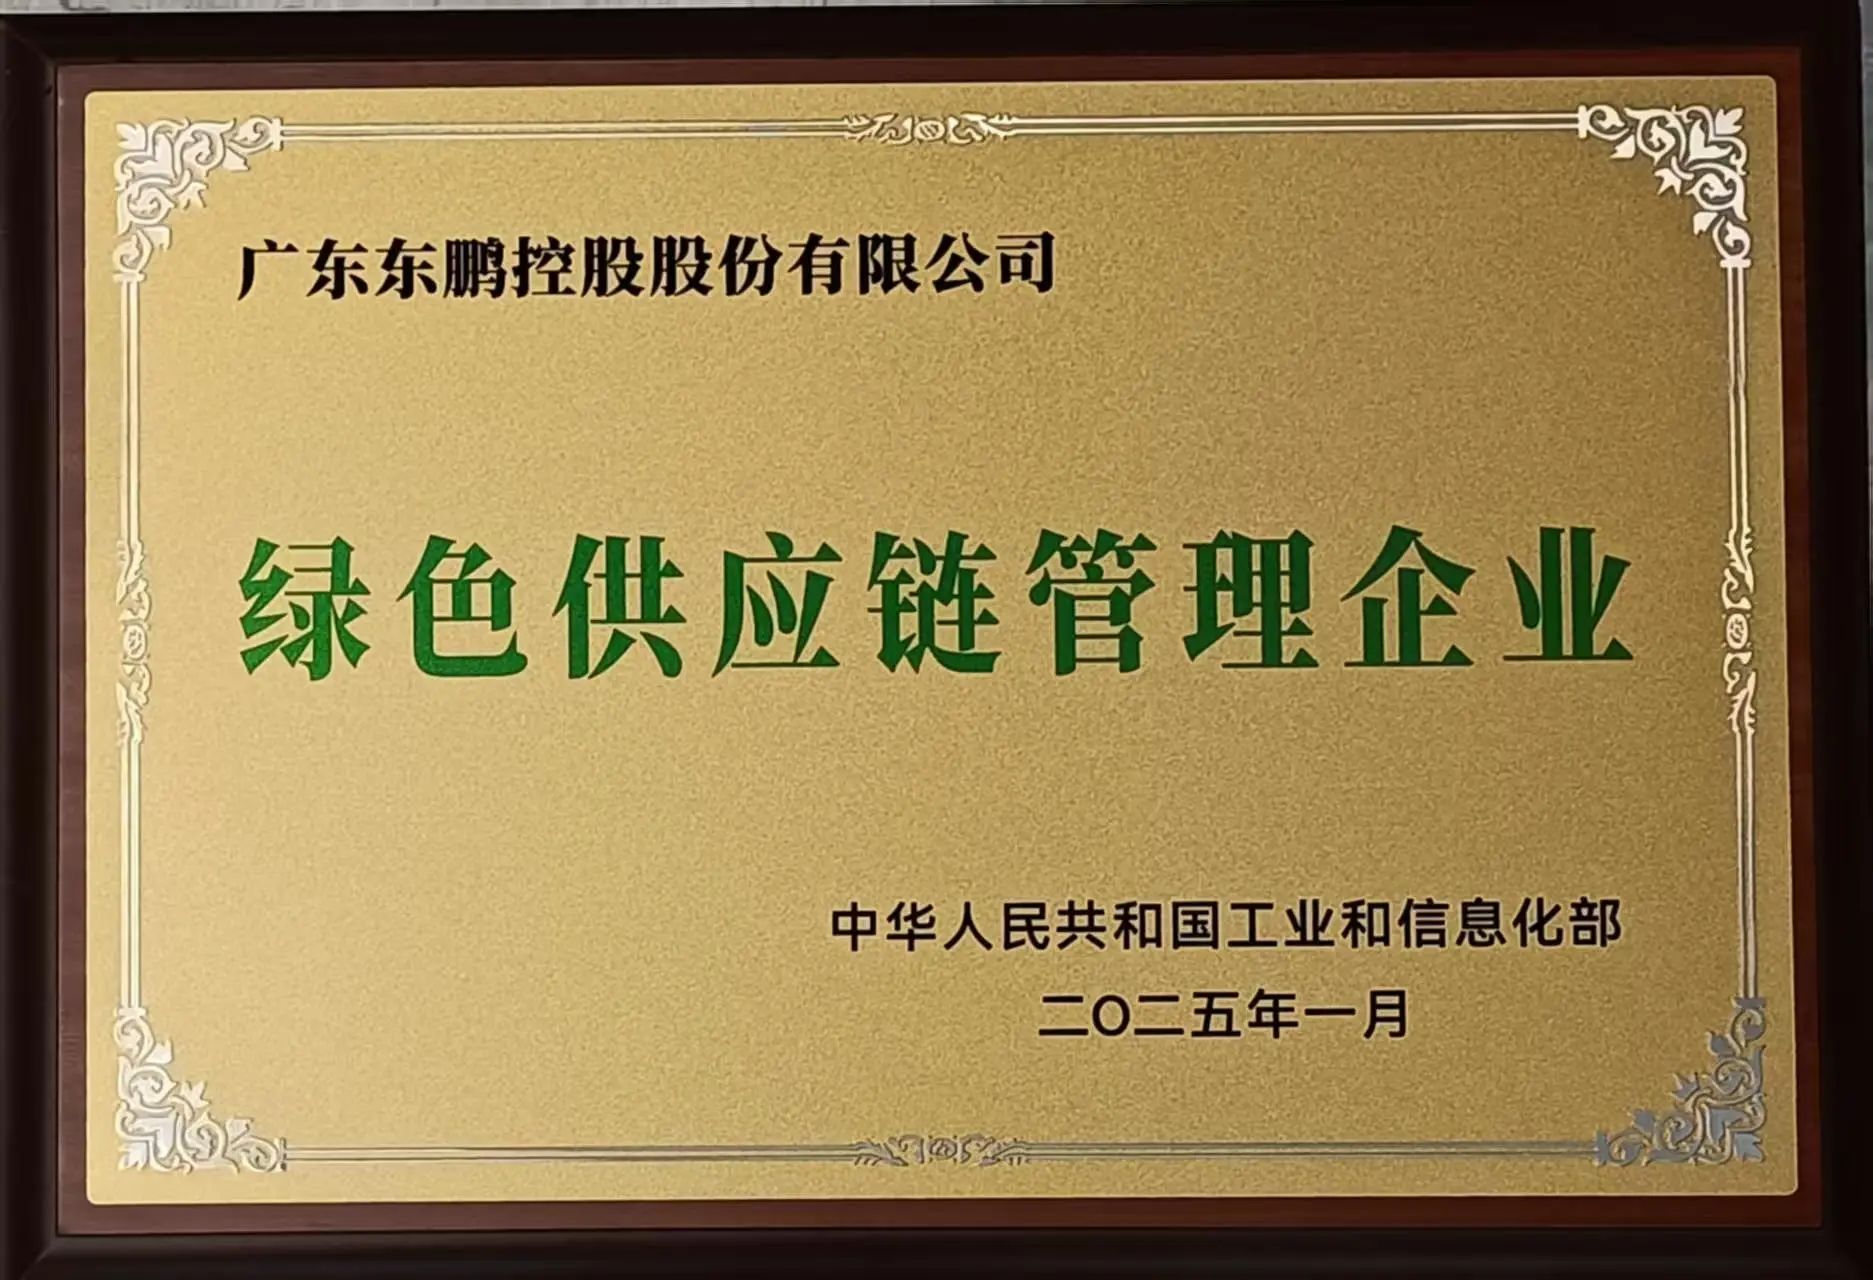 广东东鹏控股股份有限公司
绿色供应链管理企业
中华人民共和国工业和信息化部
二〇二五年一月